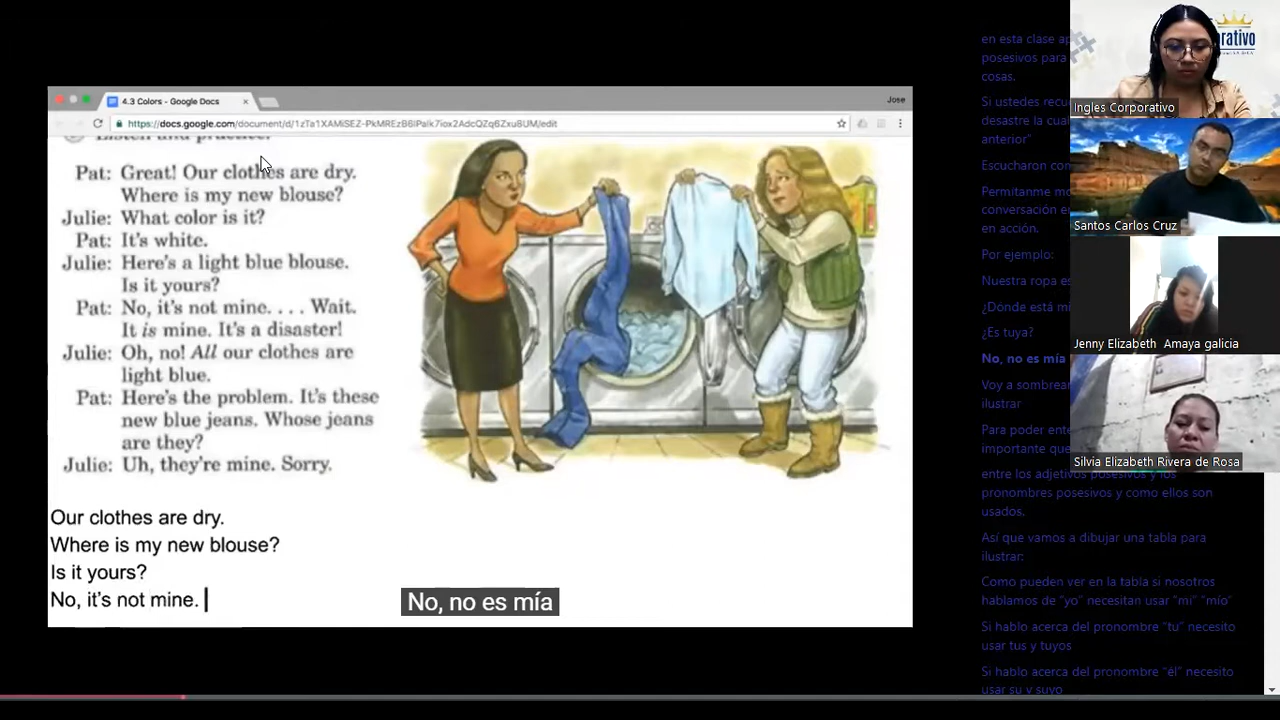 4.3 Colors - Google Docs
Jose
https://docs.google.com/document/d/1zTa1XAMiSEZ-PkMREzB6lPaik7iox2AdcQZq6Zxu8UM/edit
Listen and practice.
Pat: Great! Our clothes are dry.
Where is my new blouse?
Julie: What color is it?
Pat: It's white.
Julie: Here's a light blue blouse.
Is it yours?
Pat: No, it's not mine. . . . Wait.
It is mine. It's a disaster!
Julie: Oh, no! All our clothes are
light blue.
Pat: Here's the problem. It's these
new blue jeans. Whose jeans
are they?
Julie: Uh, they're mine. Sorry.
Our clothes are dry.
Where is my new blouse?
Is it yours?
No, it's not mine.
No, no es mía
en esta clase
posesivos para
cosas.
Si ustedes
desastre la
anterior"
Escucharon
Permítanme
conversación
en acción.
Por ejemplo:
Nuestra ropa
¿Dónde está
¿Es tuya?
No, no es mía
Voy a sombrear
ilustrar
Para poder
importante que
entre los adjetivos posesivos y los
pronombres posesivos y como ellos son
usados.
Así que vamos a dibujar una tabla para
ilustrar:
Como pueden ver en la tabla si nosotros
hablamos de "yo" necesitan usar "mi" "mío"
Si hablo acerca del pronombre "tú" necesito
usar tus y tuyos
Si hablo acerca del pronombre "él" necesito
usar su y suyo
Ingles Corporativo
Santos Carlos Cruz
Jenny Elizabeth Amaya galicia
Silvia Elizabeth Rivera de Rosa